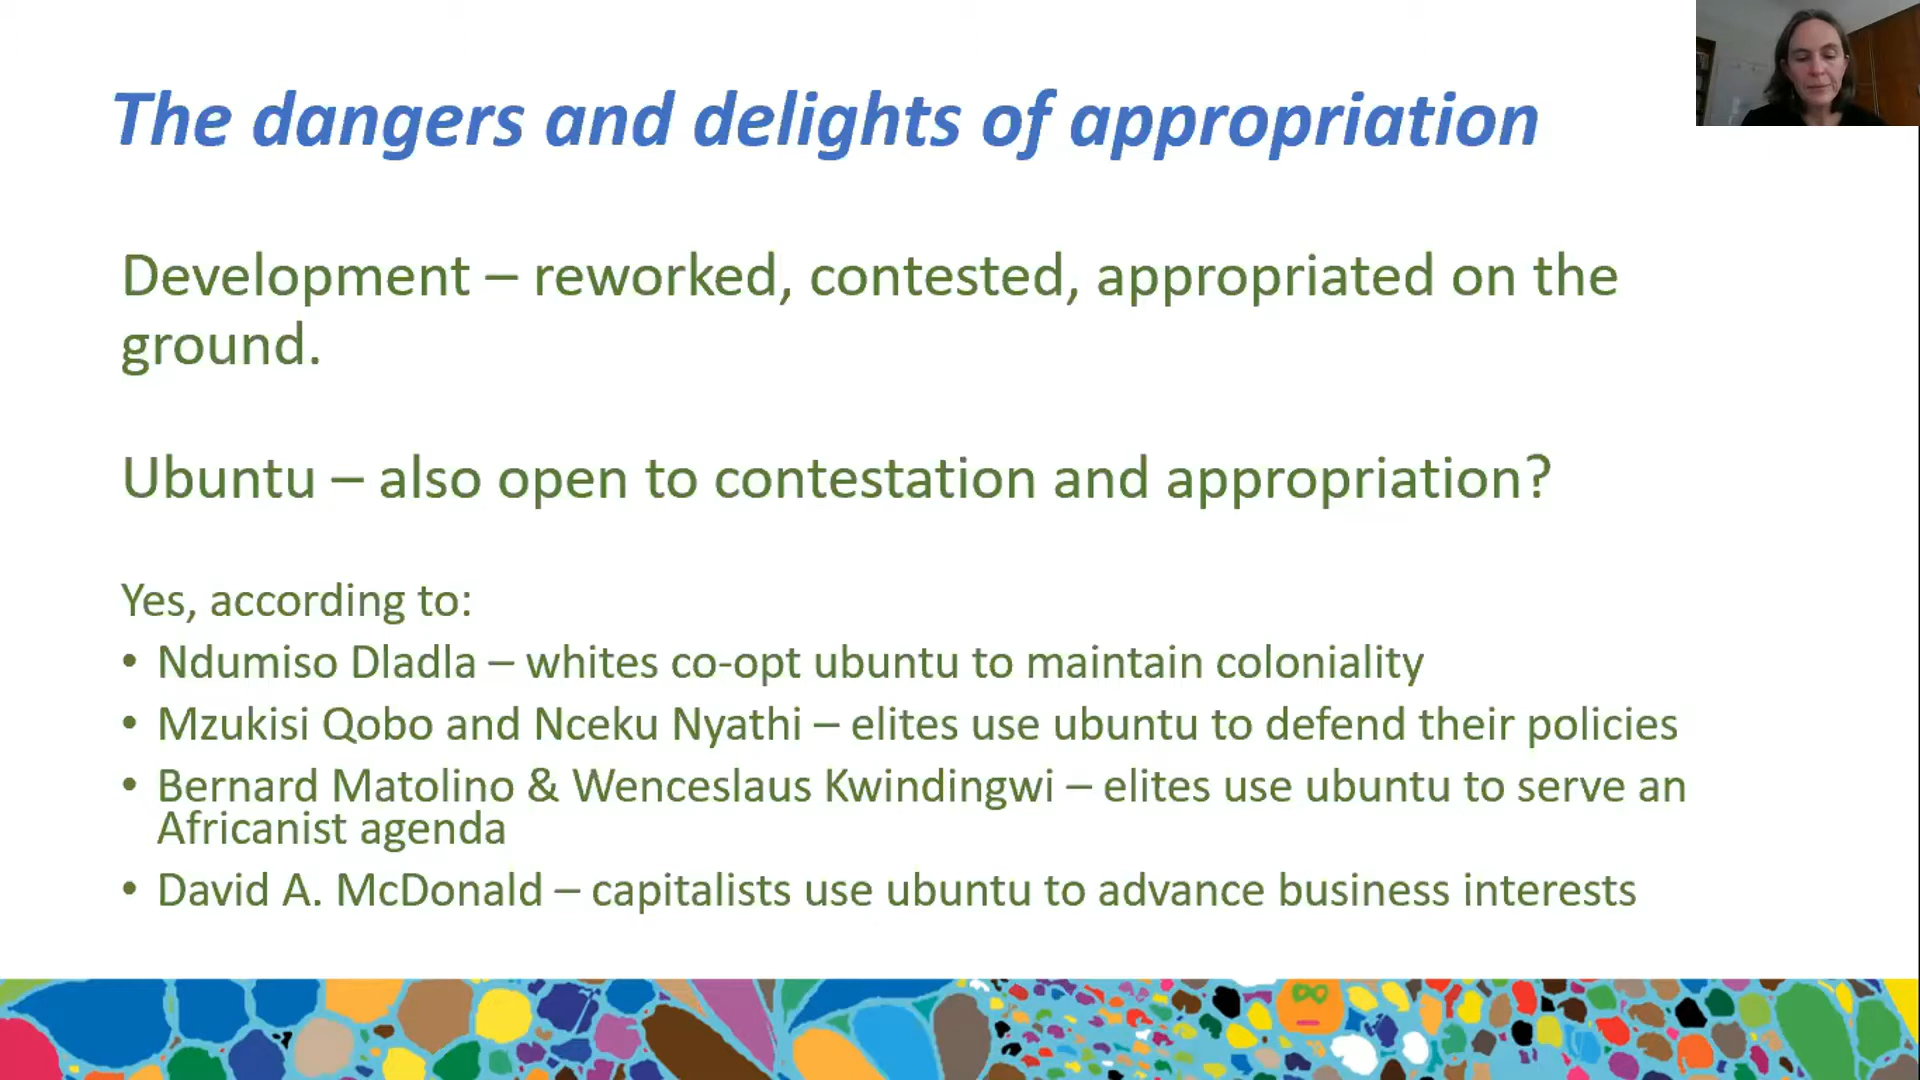 The dangers and delights of appropriation
Development – reworked, contested, appropriated on the
ground.
Ubuntu – also open to contestation and appropriation?
Yes, according to:
• Ndumiso Dladla – whites co-opt ubuntu to maintain coloniality
• Mzukisi Qobo and Nceku Nyathi – elites use ubuntu to defend their policies
• Bernard Matolino & Wenceslaus Kwindingwi – elites use ubuntu to serve an
Africanist agenda
• David A. McDonald – capitalists use ubuntu to advance business interests